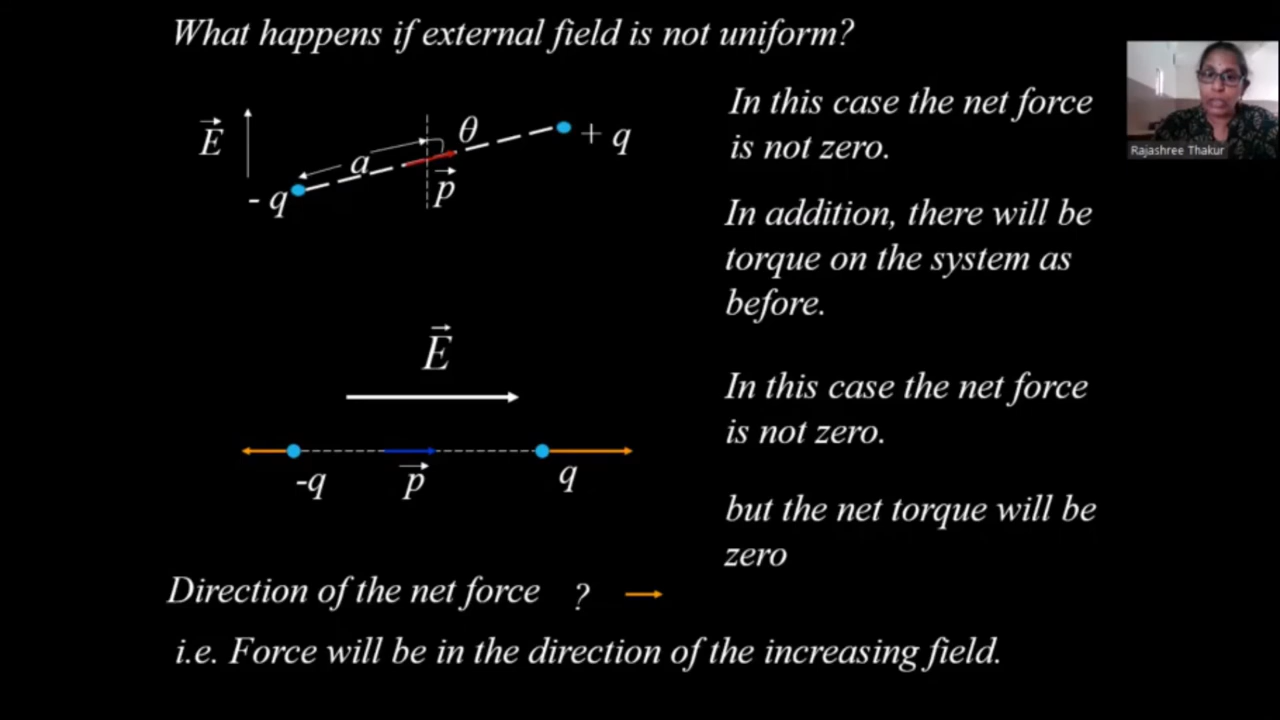 What happens if external field is not uniform?
E
θ
+ q
a
- q
p
In this case the net force
is not zero.
Rajashree Thakur
In addition, there will be
torque on the system as
before.
E
-q
p
q
In this case the net force
is not zero.
but the net torque will be
zero
Direction of the net force ?
i.e. Force will be in the direction of the increasing field.